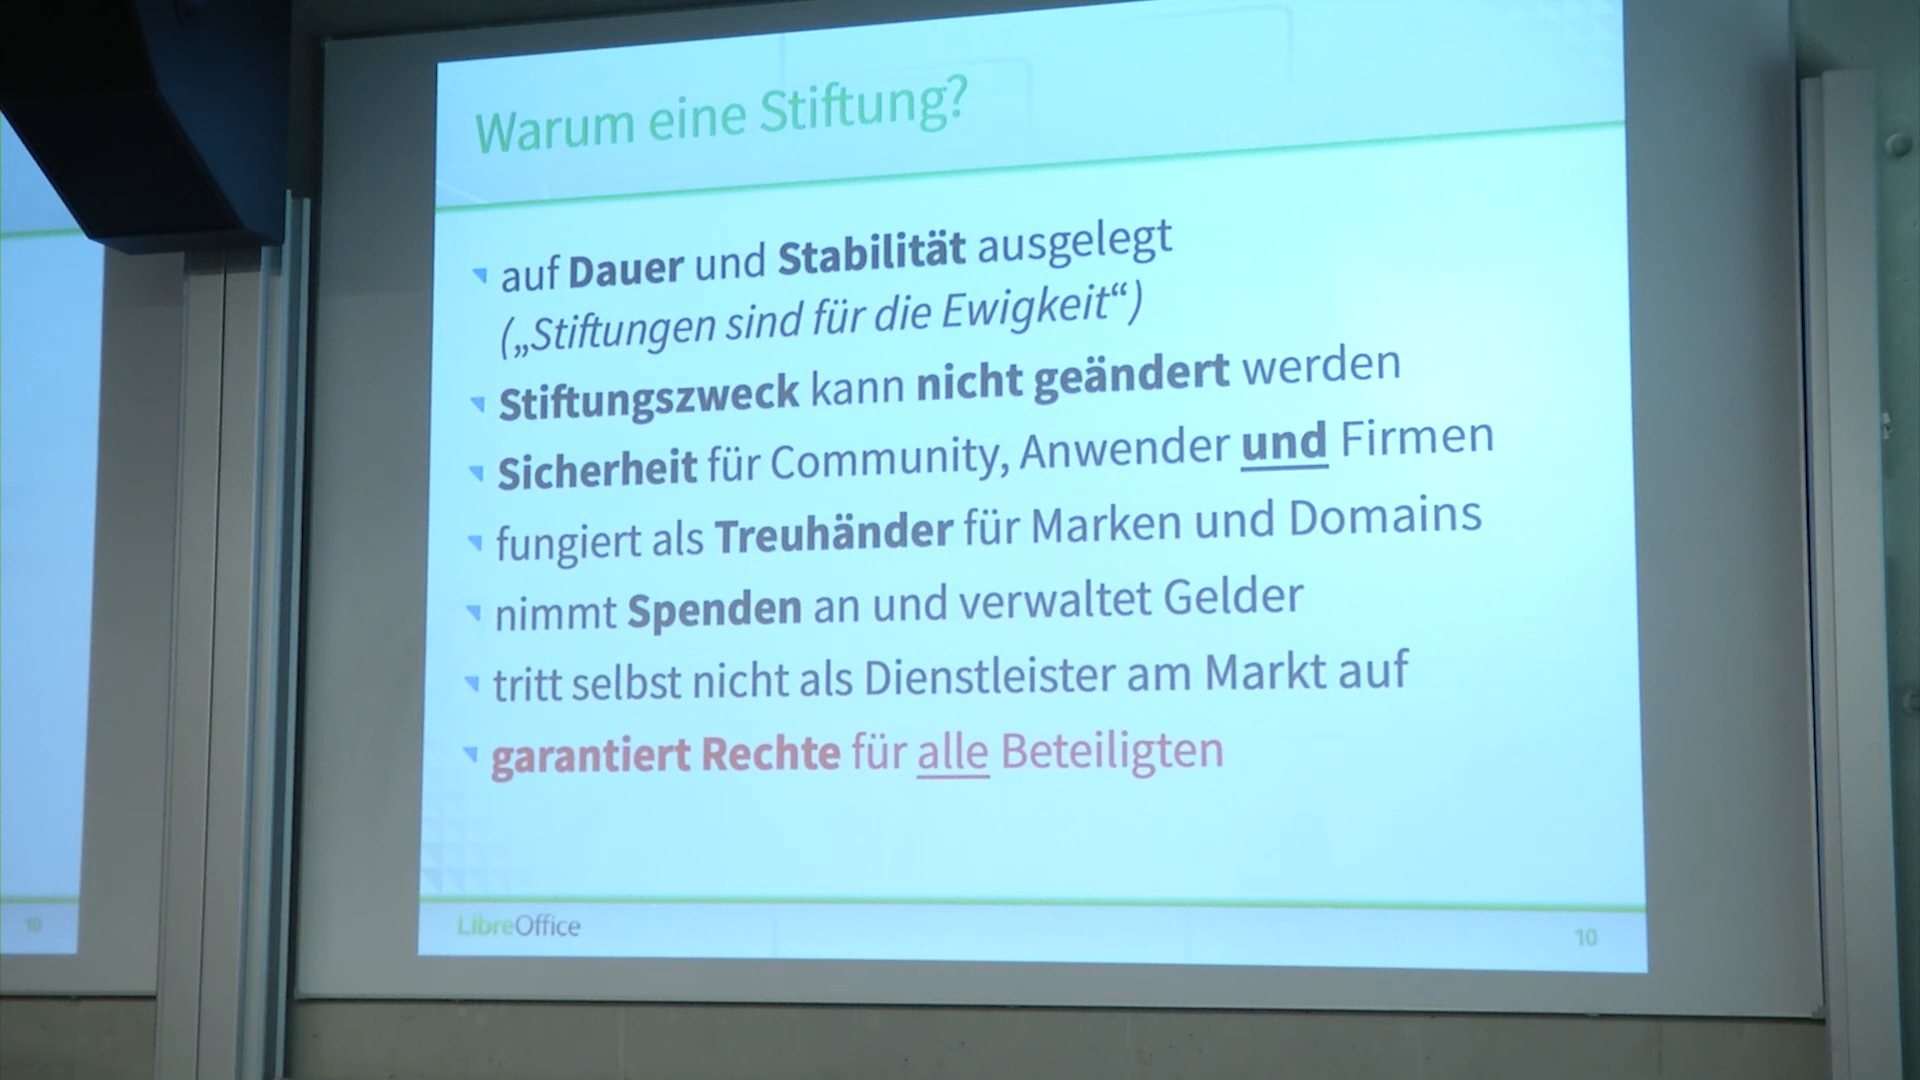 Warum eine Stiftung?
auf Dauer und Stabilität ausgelegt
(„Stiftungen sind für die Ewigkeit“)
Stiftungszweck kann nicht geändert werden
Sicherheit für Community, Anwender und Firmen
fungiert als Treuhänder für Marken und Domains
nimmt Spenden an und verwaltet Gelder
tritt selbst nicht als Dienstleister am Markt auf
garantiert Rechte für alle Beteiligten
LibreOffice
10
10